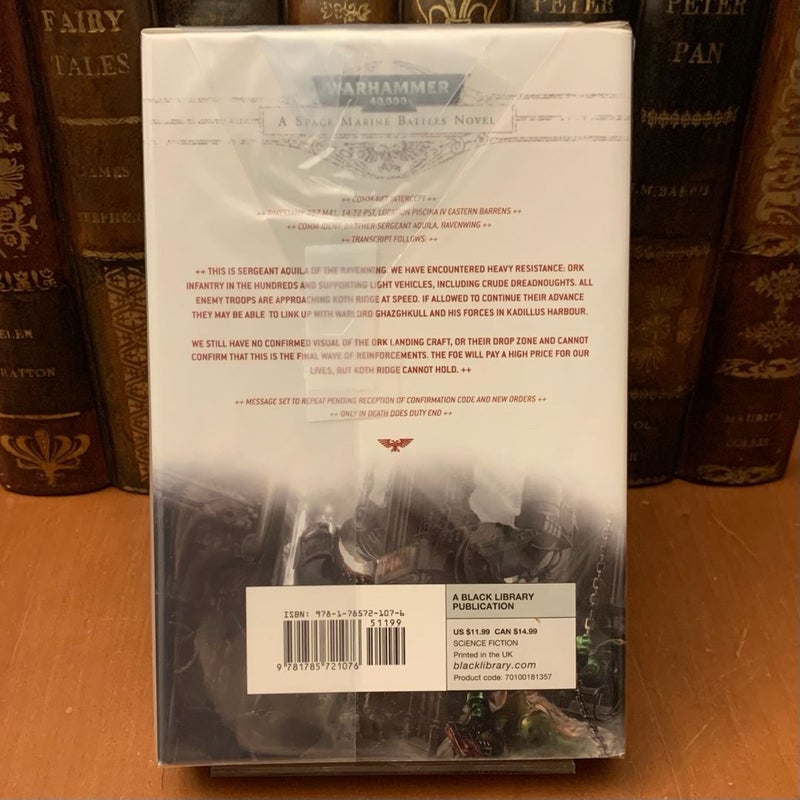 FAIRY
TALES
JAMES
STEPHENS
ELEN
RATTON
PETER
PETER
PAN
J.M. BARRIE
OL.
MAURICE
WARHAMMER
40,000
A SPACE MARINE BATTLES NOVEL
++ COMM-NET INTERCEPT ++
++ TIMESTAMP 997.M41, 14:22 PST, LOCATION PISCINA IV EASTERN BARRENS ++
++ COMM-IDENT BROTHER-SERGEANT AQUILA, RAVENWING ++
++ TRANSCRIPT FOLLOWS: ++
++ THIS IS SERGEANT AQUILA OF THE RAVENWING. WE HAVE ENCOUNTERED HEAVY RESISTANCE: ORK
INFANTRY IN THE HUNDREDS AND SUPPORTING LIGHT VEHICLES, INCLUDING CRUDE DREADNOUGHTS. ALL
ENEMY TROOPS ARE APPROACHING KOTH RIDGE AT SPEED. IF ALLOWED TO CONTINUE THEIR ADVANCE
THEY MAY BE ABLE TO LINK UP WITH WARLORD GHAZGHKULL AND HIS FORCES IN KADILLUS HARBOUR.
WE STILL HAVE NO CONFIRMED VISUAL OF THE ORK LANDING CRAFT, OR THEIR DROP ZONE AND CANNOT
CONFIRM THAT THIS IS THE FINAL WAVE OF REINFORCEMENTS. THE FOE WILL PAY A HIGH PRICE FOR OUR
LIVES, BUT KOTH RIDGE CANNOT HOLD. ++
++ MESSAGE SET TO REPEAT PENDING RECEPTION OF CONFIRMATION CODE AND NEW ORDERS ++
++ ONLY IN DEATH DOES DUTY END ++
ISBN: 978-1-78572-107-6
51199
9 781785 721076
A BLACK LIBRARY
PUBLICATION
US $11.99 CAN $14.99
SCIENCE FICTION
Printed in the UK
blacklibrary.com
Product code: 70100181357